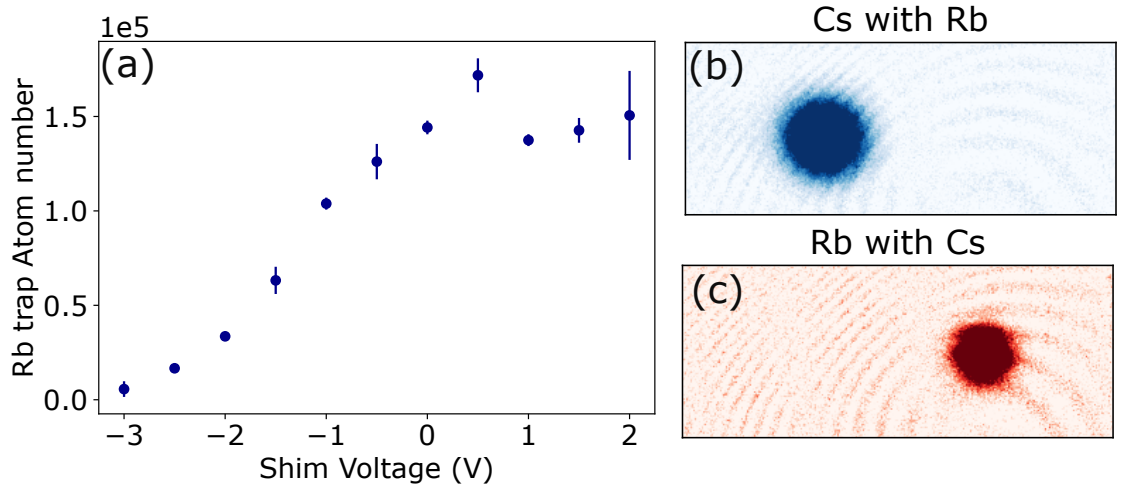 1e5
(a)
Rb trap Atom number
1.5
1.0
0.5
0.0
−3 −2 −1 0 1 2
Shim Voltage (V)
Cs with Rb
(b)
Rb with Cs
(c)